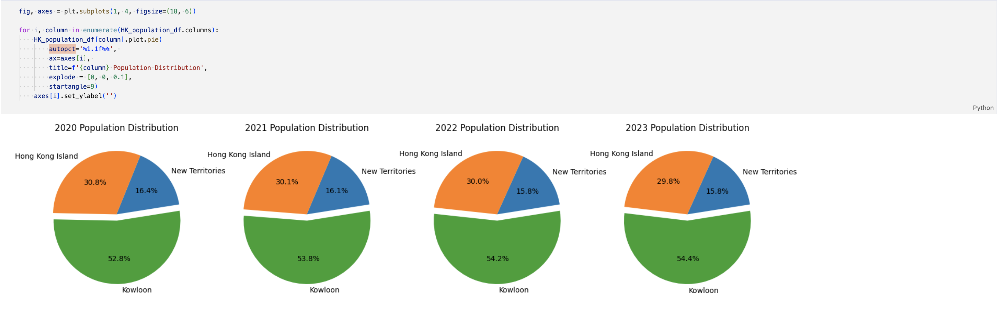 fig, axes = plt.subplots(1, 4, figsize=(18, 6))
for i, column in enumerate(HK_population_df.columns):
HK_population_df[column].plot.pie(
autopct='%1.1f%%',
ax=axes[i],
title=f'{column} Population Distribution',
explode = [0, 0, 0.1],
startangle=9)
axes[i].set_ylabel('')
Python
2020 Population Distribution
Hong Kong Island
New Territories
30.8%
16.4%
52.8%
Kowloon
2021 Population Distribution
Hong Kong Island
New Territories
30.1%
16.1%
53.8%
Kowloon
2022 Population Distribution
Hong Kong Island
New Territories
30.0%
15.8%
54.2%
Kowloon
2023 Population Distribution
Hong Kong Island
New Territories
29.8%
15.8%
54.4%
Kowloon